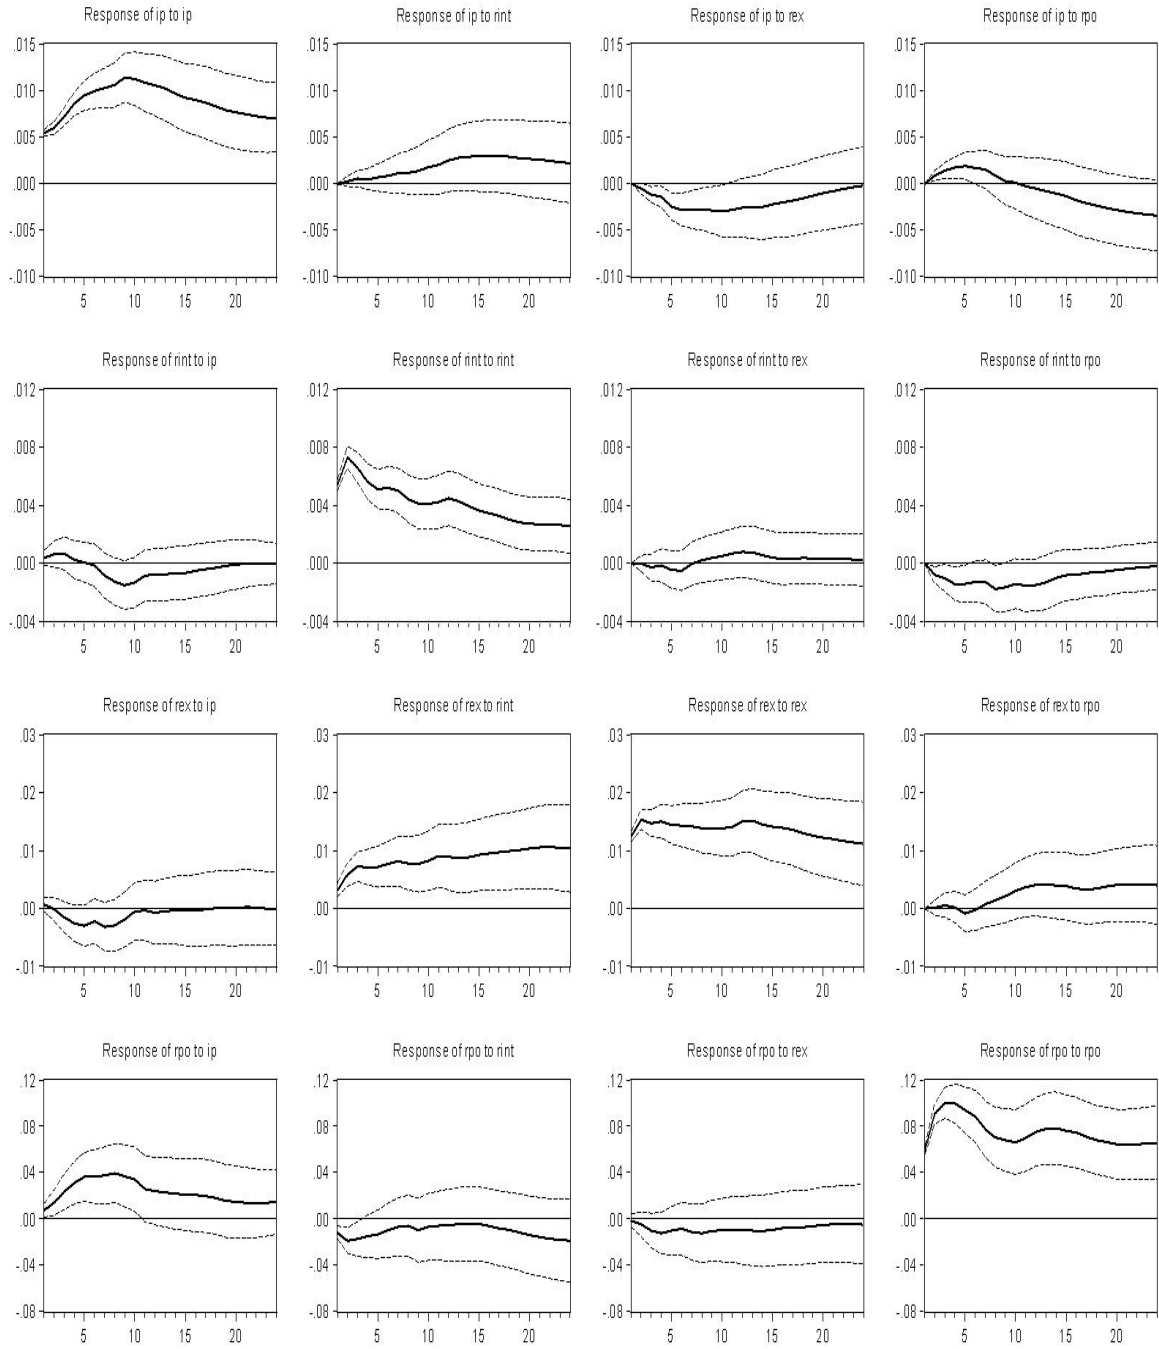 Response of ip to ip Response of ip to rint Response of ip to rex Response of ip to rpo
.015 .015 .015 .015
.010 .010 .010 .010
.005 .005 .005 .005
.000 .000 .000 .000
-.005 -.005 -.005 -.005
-.010 -.010 -.010 -.010
5 10 15 20 5 10 15 20 5 10 15 20 5 10 15 20
Response of rint to ip Response of rint to rint Response of rint to rex Response of rint to rpo
.012 .012 .012 .012
.008 .008 .008 .008
.004 .004 .004 .004
.000 .000 .000 .000
-.004 -.004 -.004 -.004
5 10 15 20 5 10 15 20 5 10 15 20 5 10 15 20
Response of rex to ip Response of rex to rint Response of rex to rex Response of rex to rpo
.03 .03 .03 .03
.02 .02 .02 .02
.01 .01 .01 .01
.00 .00 .00 .00
-.01 -.01 -.01 -.01
5 10 15 20 5 10 15 20 5 10 15 20 5 10 15 20
Response of rpo to ip Response of rpo to rint Response of rpo to rex Response of rpo to rpo
.12 .12 .12 .12
.08 .08 .08 .08
.04 .04 .04 .04
.00 .00 .00 .00
-.04 -.04 -.04 -.04
-.08 -.08 -.08 -.08
5 10 15 20 5 10 15 20 5 10 15 20 5 10 15 20